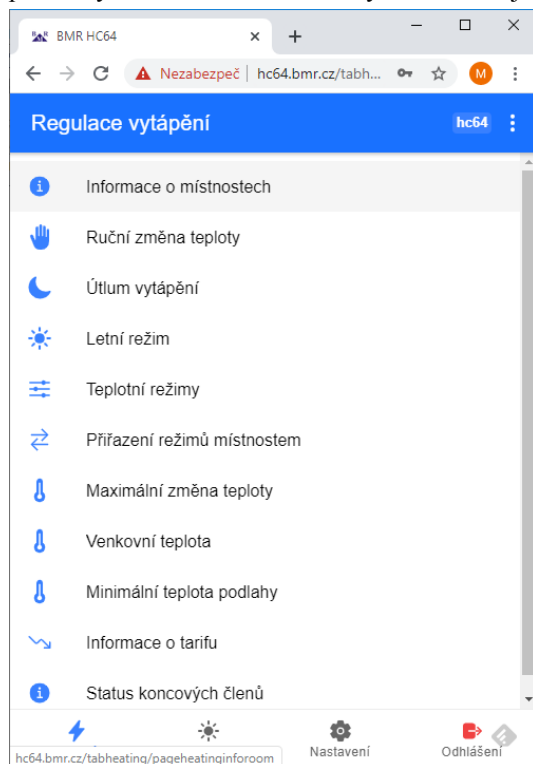 BMR HC64
Nezabezpeč | hc64.bmr.cz/tabh...
M
Regulace vytápění
hc64
Informace o místnostech
Ruční změna teploty
Útlum vytápění
Letní režim
Teplotní režimy
Přiřazení režimů místnostem
Maximální změna teploty
Venkovní teplota
Minimální teplota podlahy
Informace o tarifu
Status koncových členů
Nastavení
Odhlášení
hc64.bmr.cz/tabheating/pageheatinginforoom